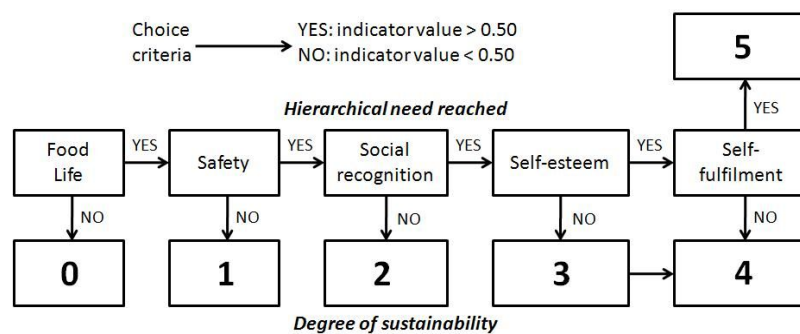 Choice
criteria
YES: indicator value > 0.50
NO: indicator value < 0.50
5
Hierarchical need reached
YES
Food
Life
YES
Safety
YES
Social
recognition
YES
Self-esteem
YES
Self-
fulfilment
NO
NO
NO
NO
NO
0
1
2
3
4
Degree of sustainability